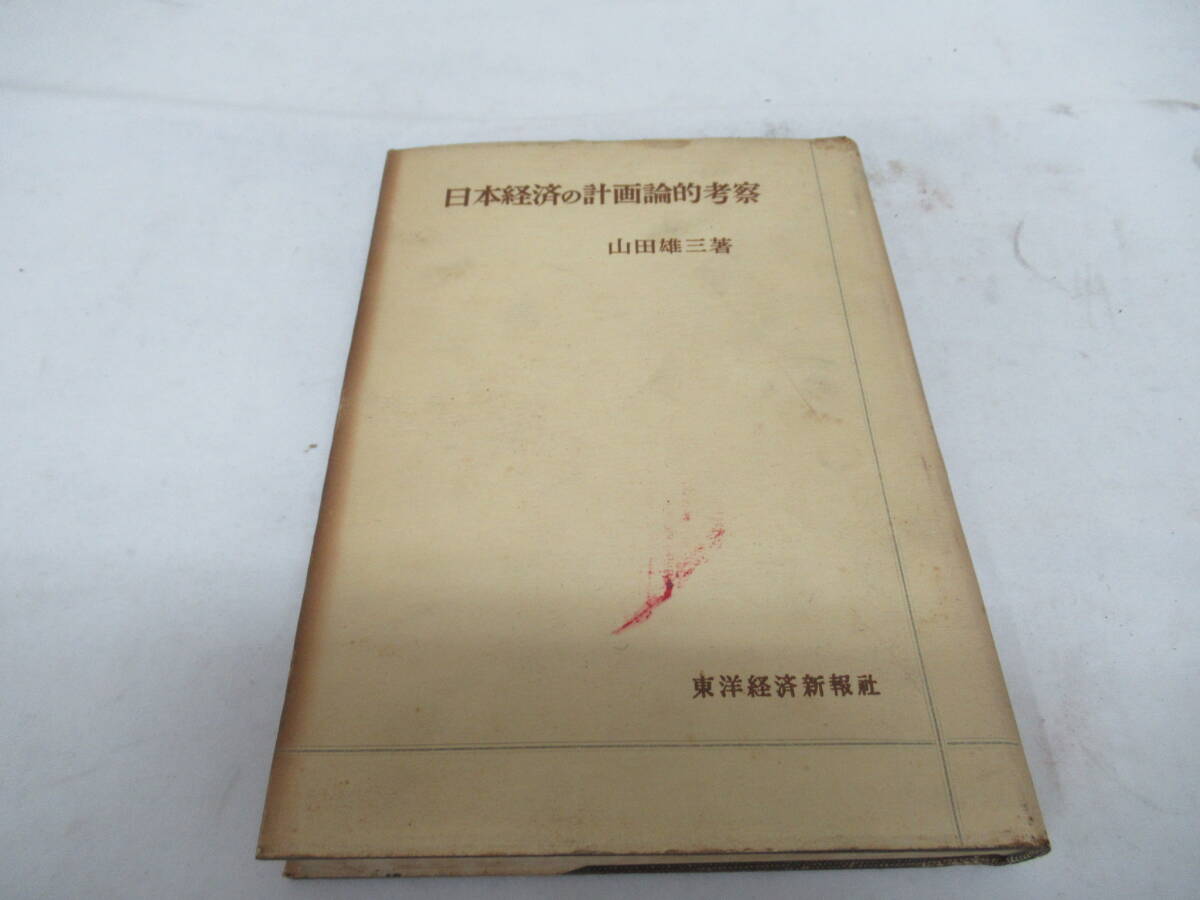 日本経済の計画論的考察
山田雄三著
東洋経済新報社